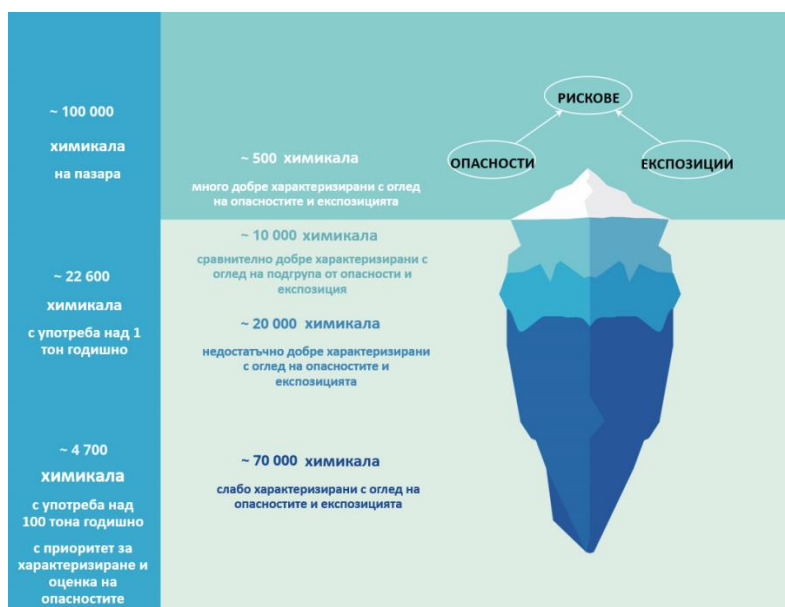 ~ 100 000
химикала
на пазара
~ 22 600
химикала
с употреба над 1
тон годишно
~ 4 700
химикала
с употреба над
100 тона годишно
с приоритет за
характеризиране и
оценка на
опасностите
~ 500 химикала
много добре характеризирани с оглед
на опасностите и експозицията
~ 10 000 химикала
сравнително добре характеризирани с
оглед на подгрупа от опасности и
експозиция
~ 20 000 химикала
недостатъчно добре характеризирани
с оглед на опасностите и
експозицията
~ 70 000 химикала
слабо характеризирани с оглед на
опасностите и експозицията
РИСКОВЕ
ОПАСНОСТИ
ЕКСПОЗИЦИИ